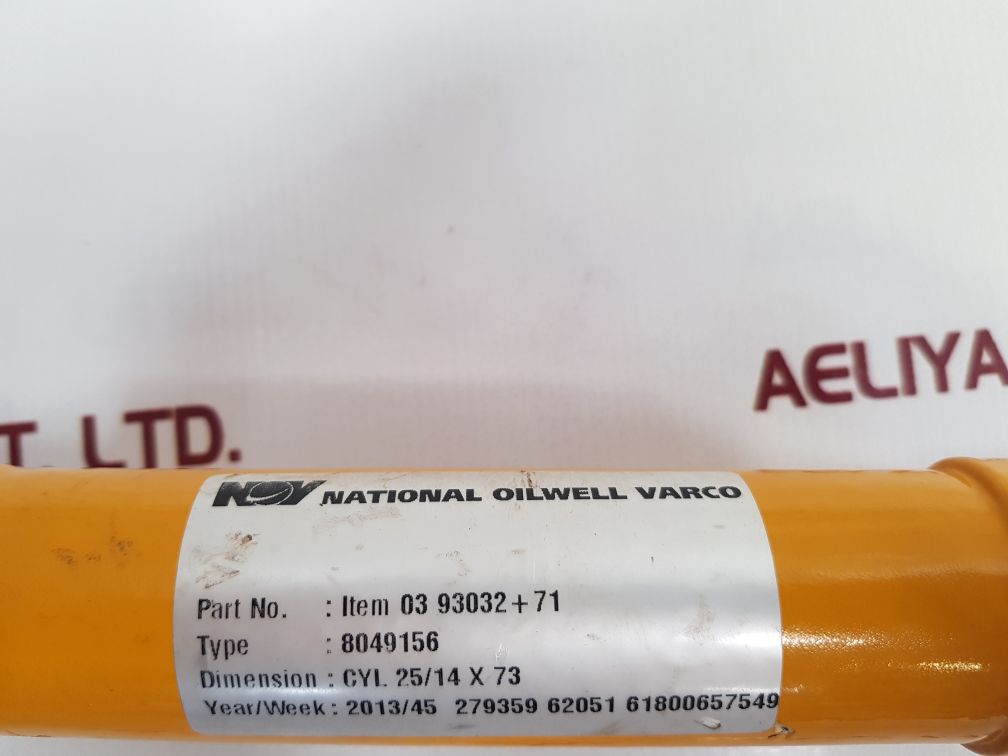 AELIYA
T. LTD.
NOV NATIONAL OILWELL VARCO
Part No. : Item 03 93032+71
Type : 8049156
Dimension : CYL 25/14 X 73
Year/Week : 2013/45 279359 62051 61800657549